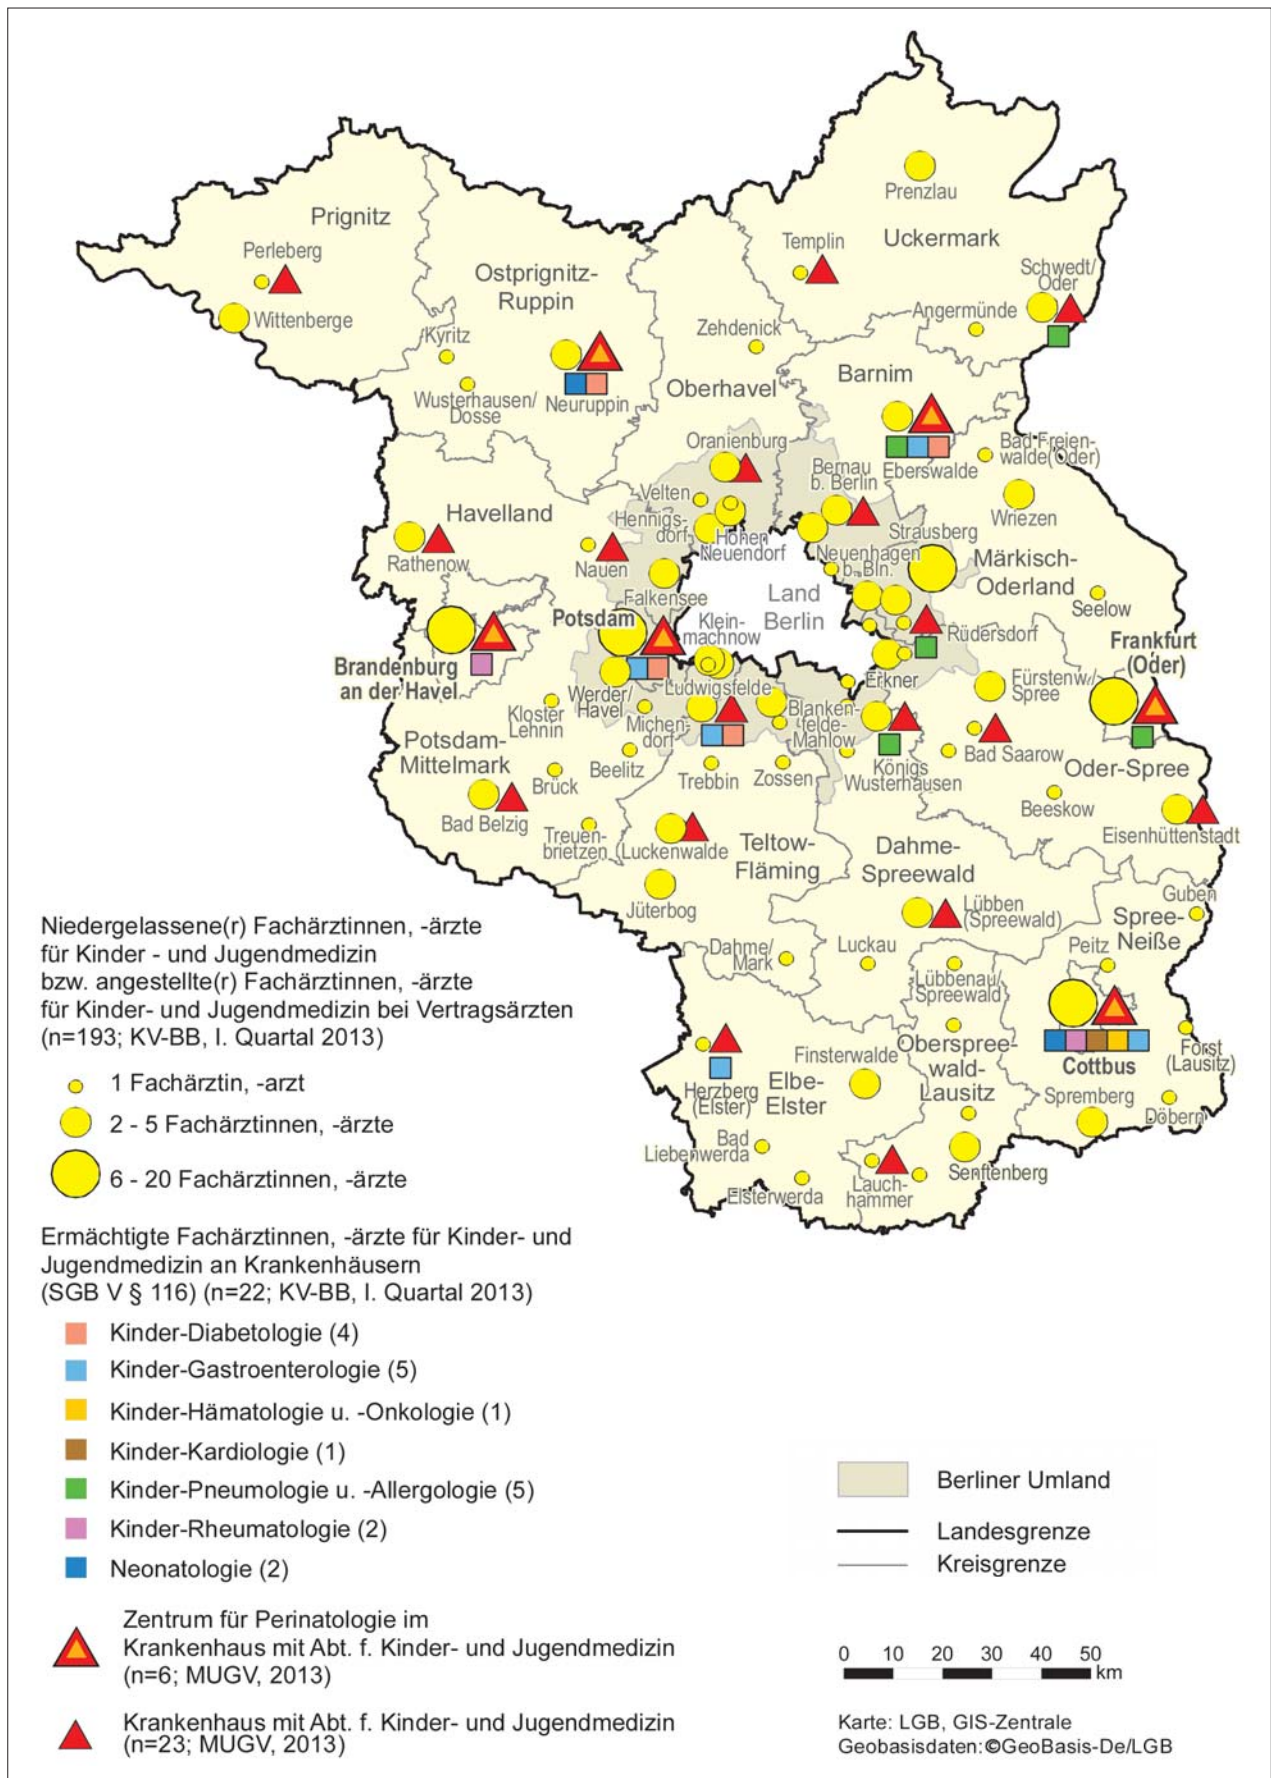 Prignitz
Perleberg
Wittenberge
Ostprignitz-
Ruppin
Kyritz
Wusterhausen/
Dosse
Neuruppin
Prenzlau
Uckermark
Templin
Schwedt/
Oder
Angermünde
Zehdenick
Oberhavel
Barnim
Oranienburg
Bernau
b. Berlin
Eberswalde
Bad Freien-
walde(Oder)
Wriezen
Havelland
Velten
Hennigs-
dorf
Hohen
Neuendorf
Strausberg
Neuenhagen
b. Bln.
Märkisch-
Oderland
Rathenow
Nauen
Falkensee
Land
Berlin
Seelow
Potsdam
Klein-
machnow
Rüdersdorf
Frankfurt
(Oder)
Brandenburg
an der Havel
Werder/
Havel
Ludwigsfelde
Erkner
Fürstenw./
Spree
Kloster
Lehnin
Michen-
dorf
Blanken-
felde-
Mahlow
Bad Saarow
Potsdam-
Mittelmark
Beelitz
Trebbin
Zossen
Königs
Wusterhausen
Oder-Spree
Brück
Beeskow
Bad Belzig
Treuen-
brietzen
Luckenwalde
Teltow-
Fläming
Dahme-
Spreewald
Eisenhüttenstadt
Jüterbog
Lübben
(Spreewald)
Guben
Spree-
Neiße
Dahme/
Mark
Luckau
Lübbenau/
Spreewald
Peitz
Herzberg
(Elster)
Finsterwalde
Elbe-
Elster
Oberspree-
wald-
Lausitz
Cottbus
Forst
(Lausitz)
Spremberg
Döbern
Bad
Liebenwerda
Elsterwerda
Lauch-
hammer
Senftenberg
Niedergelassene(r) Fachärztinnen, -ärzte
für Kinder - und Jugendmedizin
bzw. angestellte(r) Fachärztinnen, -ärzte
für Kinder- und Jugendmedizin bei Vertragsärzten
(n=193; KV-BB, I. Quartal 2013)
1 Fachärztin, -arzt
2 - 5 Fachärztinnen, -ärzte
6 - 20 Fachärztinnen, -ärzte
Ermächtigte Fachärztinnen, -ärzte für Kinder- und
Jugendmedizin an Krankenhäusern
(SGB V § 116) (n=22; KV-BB, I. Quartal 2013)
Kinder-Diabetologie (4)
Kinder-Gastroenterologie (5)
Kinder-Hämatologie u. -Onkologie (1)
Kinder-Kardiologie (1)
Kinder-Pneumologie u. -Allergologie (5)
Kinder-Rheumatologie (2)
Neonatologie (2)
Zentrum für Perinatologie im
Krankenhaus mit Abt. f. Kinder- und Jugendmedizin
(n=6; MUGV, 2013)
Krankenhaus mit Abt. f. Kinder- und Jugendmedizin
(n=23; MUGV, 2013)
Berliner Umland
Landesgrenze
Kreisgrenze
0 10 20 30 40 50
km
Karte: LGB, GIS-Zentrale
Geobasisdaten:©GeoBasis-De/LGB